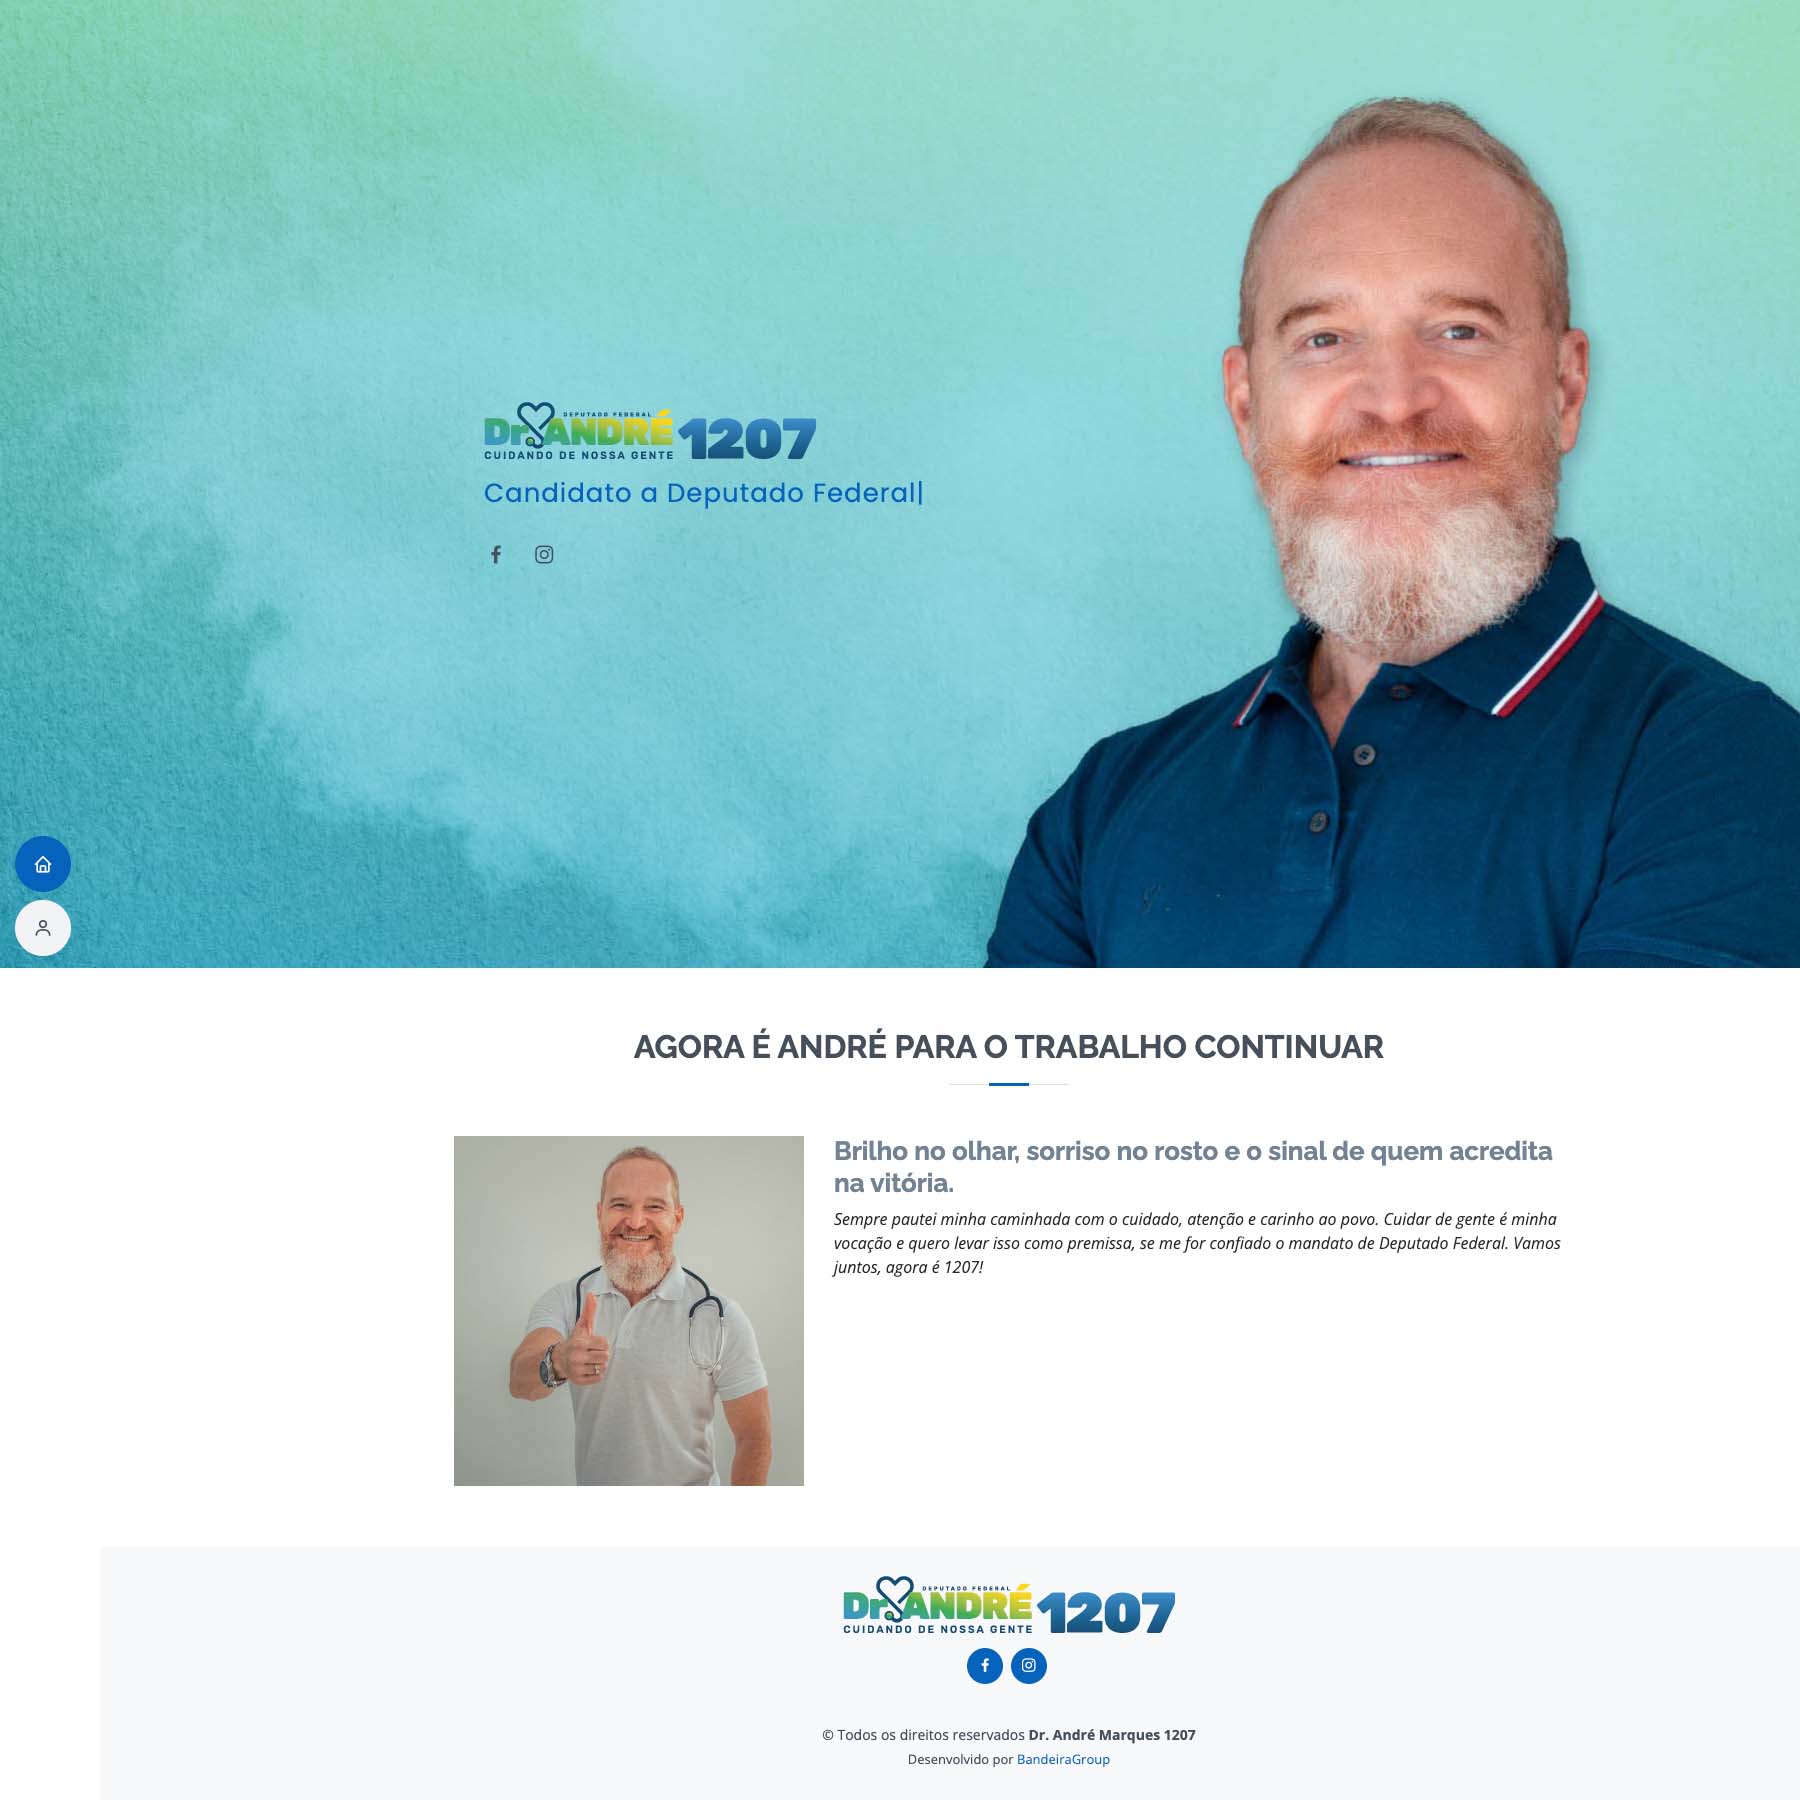 DEPUTADO FEDERAL
Dr. ANDRÉ 1207
CUIDANDO DE NOSSA GENTE
Candidato a Deputado Federal|
AGORA É ANDRÉ PARA O TRABALHO CONTINUAR
Brilho no olhar, sorriso no rosto e o sinal de quem acredita
na vitória.
Sempre pautei minha caminhada com o cuidado, atenção e carinho ao povo. Cuidar de gente é minha
vocação e quero levar isso como premissa, se me for confiado o mandato de Deputado Federal. Vamos
juntos, agora é 1207!
DEPUTADO FEDERAL
Dr. ANDRÉ 1207
CUIDANDO DE NOSSA GENTE
© Todos os direitos reservados Dr. André Marques 1207
Desenvolvido por BandeiraGroup